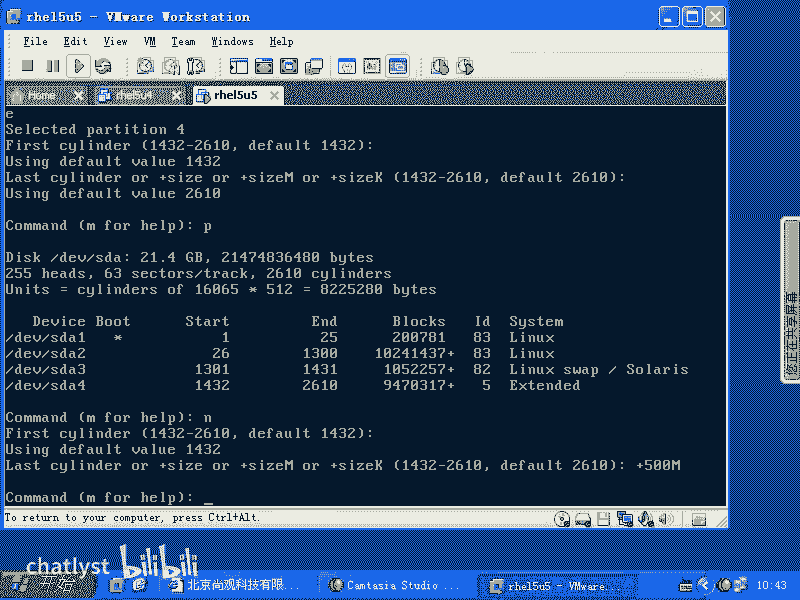 rhel5u5 - VMware Workstation
File Edit View VM Team Windows Help
Home rhel5u4 rhel5u5
e
Selected partition 4
First cylinder (1432-2610, default 1432):
Using default value 1432
Last cylinder or +size or +sizeM or +sizeK (1432-2610, default 2610):
Using default value 2610
Command (m for help): p
Disk /dev/sda: 21.4 GB, 21474836480 bytes
255 heads, 63 sectors/track, 2610 cylinders
Units = cylinders of 16065 * 512 = 8225280 bytes
Device Boot Start End Blocks Id System
/dev/sda1 * 1 25 200781 83 Linux
/dev/sda2 26 1300 10241437+ 83 Linux
/dev/sda3 1301 1431 1052257+ 82 Linux swap / Solaris
/dev/sda4 1432 2610 9470317+ 5 Extended
Command (m for help): n
First cylinder (1432-2610, default 1432):
Using default value 1432
Last cylinder or +size or +sizeM or +sizeK (1432-2610, default 2610): +500M
Command (m for help): _
To return to your computer, press Ctrl+Alt.
您正在共享屏幕
chatlyst bilibili
开始 北京尚观科技有限... Camtasia Studio ... rhel5u5 - VMware... 10:43